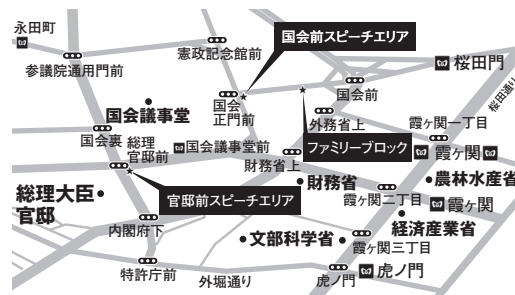 永田町
憲政記念館前
国会前スピーチエリア
参議院通用門前
桜田門
桜田通り
国会議事堂
国会
正門前
国会前
外務省上
霞ヶ関一丁目
国会裏
総理
官邸前
国会議事堂前
ファミリーブロック
霞ヶ関
財務省上
総理大臣
官邸
官邸前スピーチエリア
財務省
農林水産省
霞ヶ関二丁目
霞ヶ関
経済産業省
内閣府下
文部科学省
霞ヶ関三丁目
特許庁前
外堀通り
虎ノ門
虎ノ門